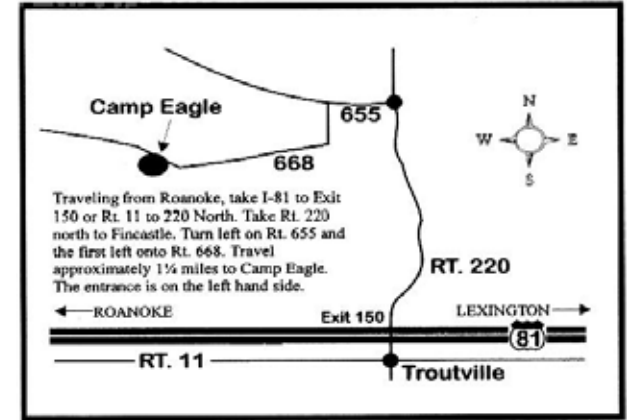 Camp Eagle
655
668
N
W E
S
Traveling from Roanoke, take I-81 to Exit
150 or Rt. 11 to 220 North. Take Rt. 220
north to Fincastle. Turn left on Rt. 655 and
the first left onto Rt. 668. Travel
approximately 1¼ miles to Camp Eagle.
The entrance is on the left hand side.
RT. 220
ROANOKE
Exit 150
LEXINGTON
81
RT. 11
Troutville